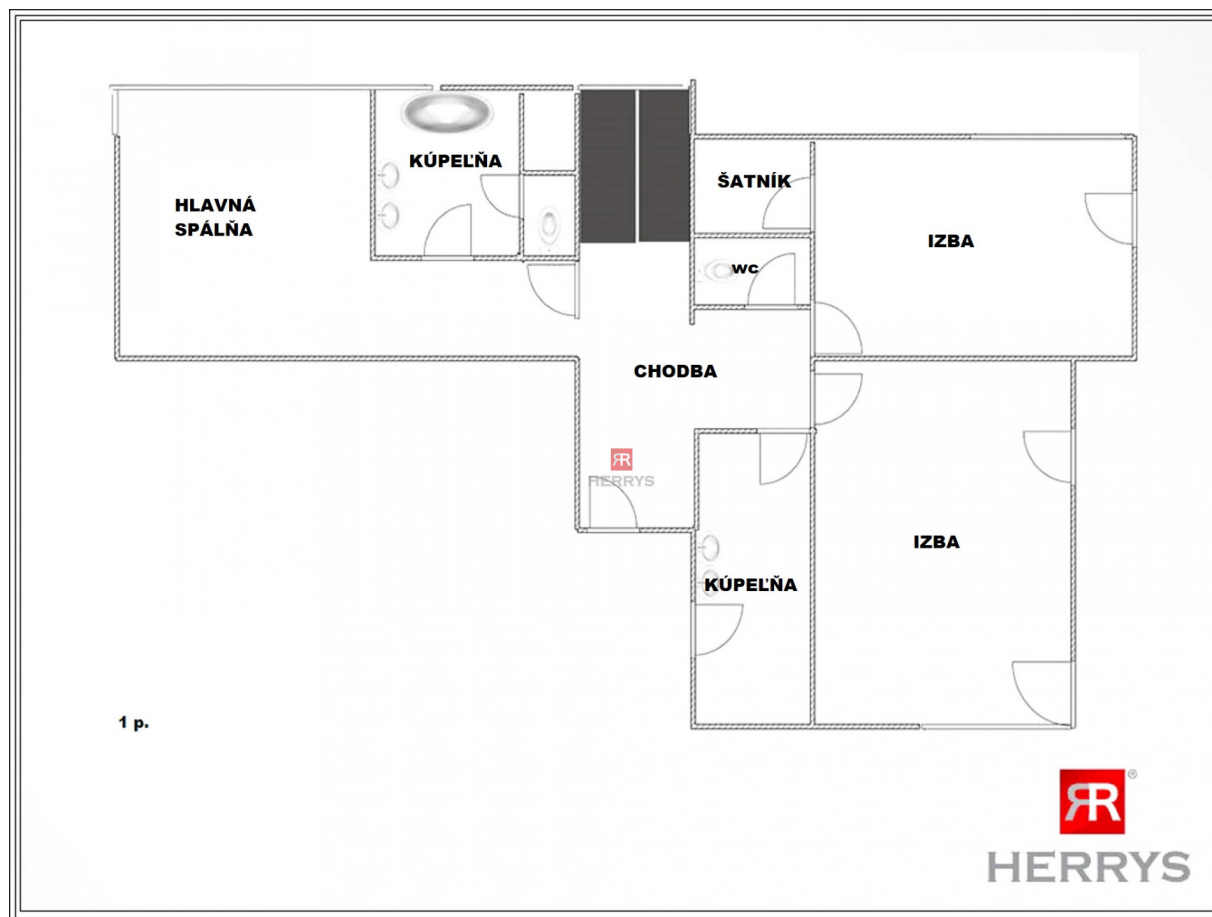 KÚPEĽŇA
HLAVNÁ
SPÁLŇA
ŠATNÍK
IZBA
WC
CHODBA
HERRYS
IZBA
KÚPEĽŇA
1 p.
HERRYS